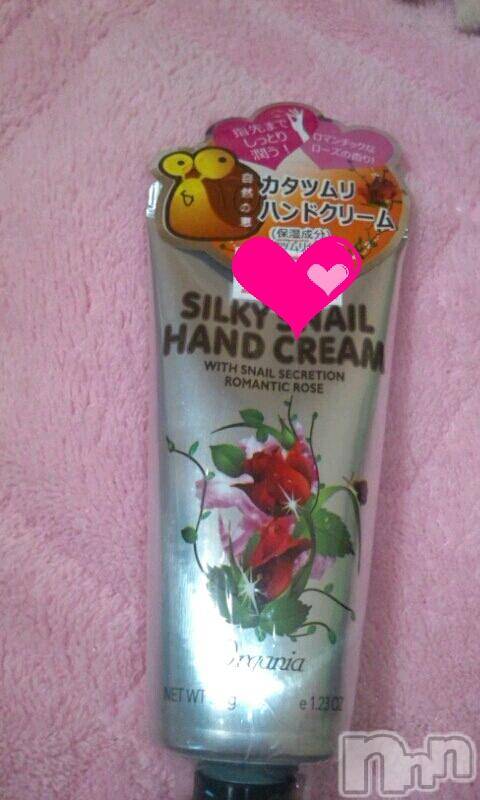 指先まで
しっとり
潤う!
ロマンチックな
ローズの香り!
自然の恵
カタツムリ
ハンドクリーム
(保湿成分)
SILKY SNAIL
HAND CREAM
WITH SNAIL SECRETION
ROMANTIC ROSE
Organia
NET WT. g e 1.23 OZ
nnn